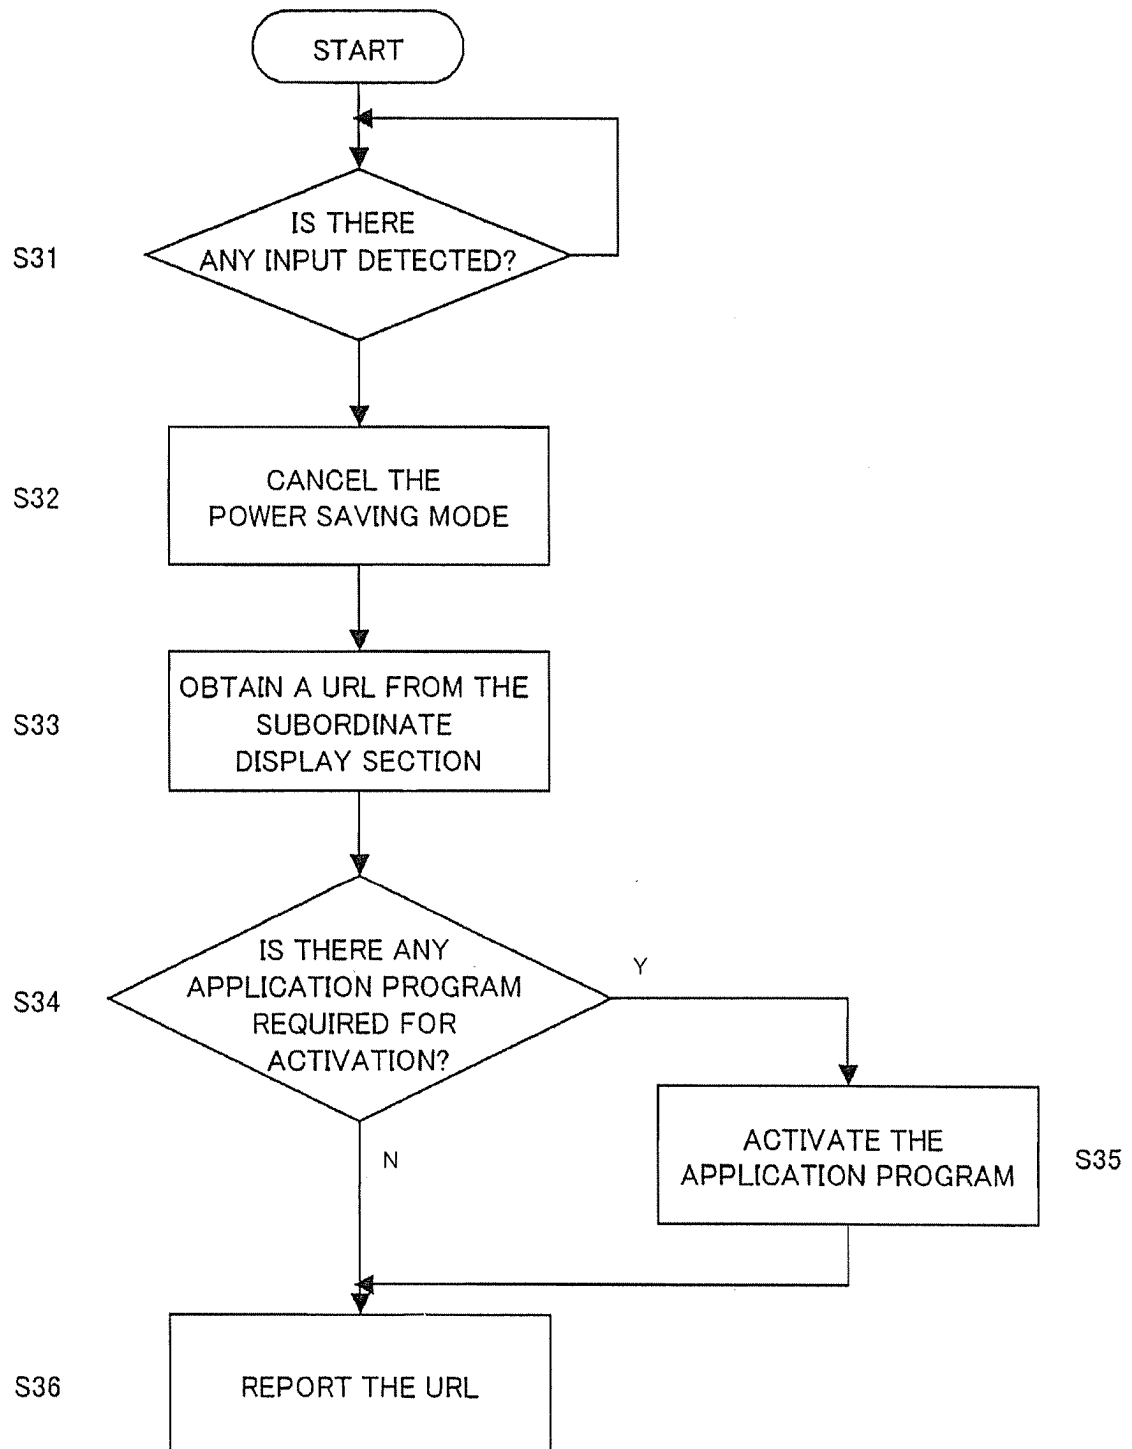 START
S31
IS THERE
ANY INPUT DETECTED?
S32
CANCEL THE
POWER SAVING MODE
S33
OBTAIN A URL FROM THE
SUBORDINATE
DISPLAY SECTION
S34
IS THERE ANY
APPLICATION PROGRAM
REQUIRED FOR
ACTIVATION?
Y
N
ACTIVATE THE
APPLICATION PROGRAM
S35
S36
REPORT THE URL